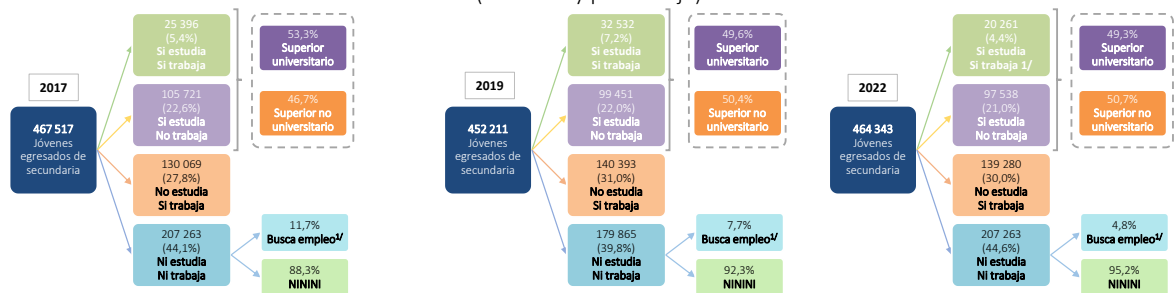 25 396
(5,4%)
Si estudia
Si trabaja
53,3%
Superior
universitario
2017
105 721
(22,6%)
Si estudia
No trabaja
46,7%
Superior no
universitario
467 517
Jóvenes
egresados de
secundaria
130 069
(27,8%)
No estudia
Si trabaja
207 263
(44,1%)
Ni estudia
Ni trabaja
11,7%
Busca empleo1/
88,3%
NININI
32 532
(7,2%)
Si estudia
Si trabaja
49,6%
Superior
universitario
2019
99 451
(22,0%)
Si estudia
No trabaja
50,4%
Superior no
universitario
452 211
Jóvenes
egresados de
secundaria
140 393
(31,0%)
No estudia
Si trabaja
179 865
(39,8%)
Ni estudia
Ni trabaja
7,7%
Busca empleo1/
92,3%
NININI
20 261
(4,4%)
Si estudia
Si trabaja 1/
49,3%
Superior
universitario
2022
97 538
(21,0%)
Si estudia
No trabaja
50,7%
Superior no
universitario
464 343
Jóvenes
egresados de
secundaria
139 280
(30,0%)
No estudia
Si trabaja
207 263
(44,6%)
Ni estudia
Ni trabaja
4,8%
Busca empleo1/
95,2%
NININI